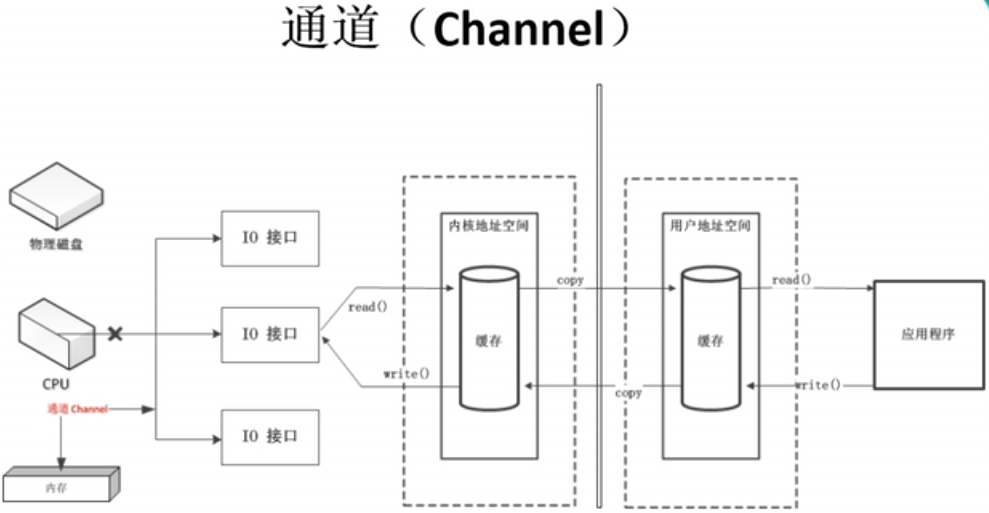 通道（Channel）
物理磁盘
CPU
通道 Channel
内存
IO 接口
IO 接口
IO 接口
read()
write()
内核地址空间
缓存
copy
copy
用户地址空间
缓存
read()
write()
应用程序